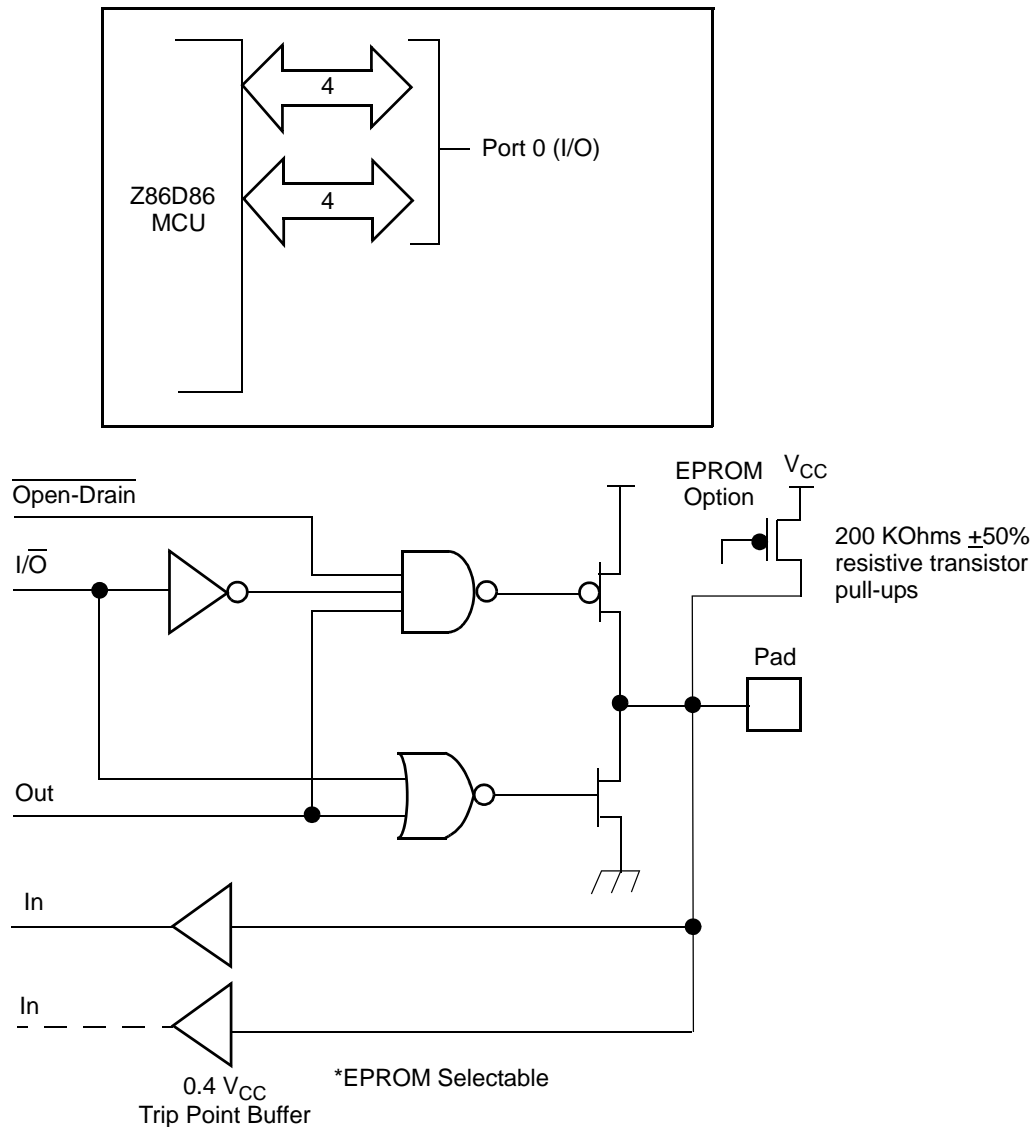 4
Port 0 (I/O)
Z86D86
MCU
4
Open-Drain
I/O
EPROM
Option
VCC
200 KOhms ±50%
resistive transistor
pull-ups
Pad
Out
In
In
0.4 VCC
Trip Point Buffer
*EPROM Selectable